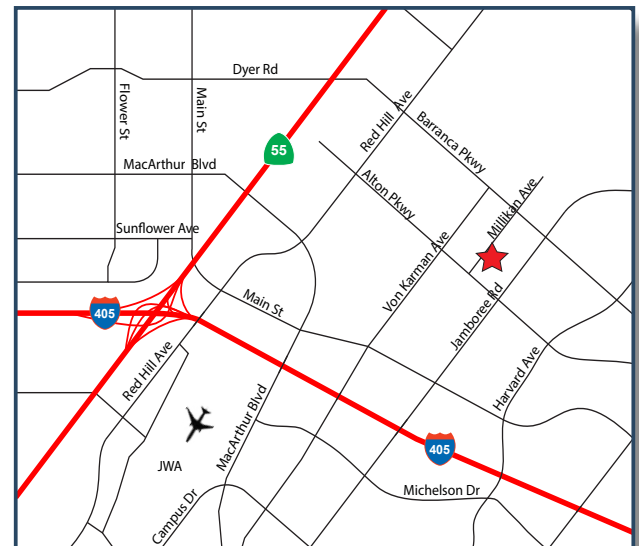 Dyer Rd
Flower St
Main St
Red Hill Ave
Barranca Pkwy
55
MacArthur Blvd
Alton Pkwy
Millikan Ave
Sunflower Ave
Von Karman Ave
Main St
Jamboree Rd
405
Red Hill Ave
Harvard Ave
MacArthur Blvd
405
JWA
Michelson Dr
Campus Dr